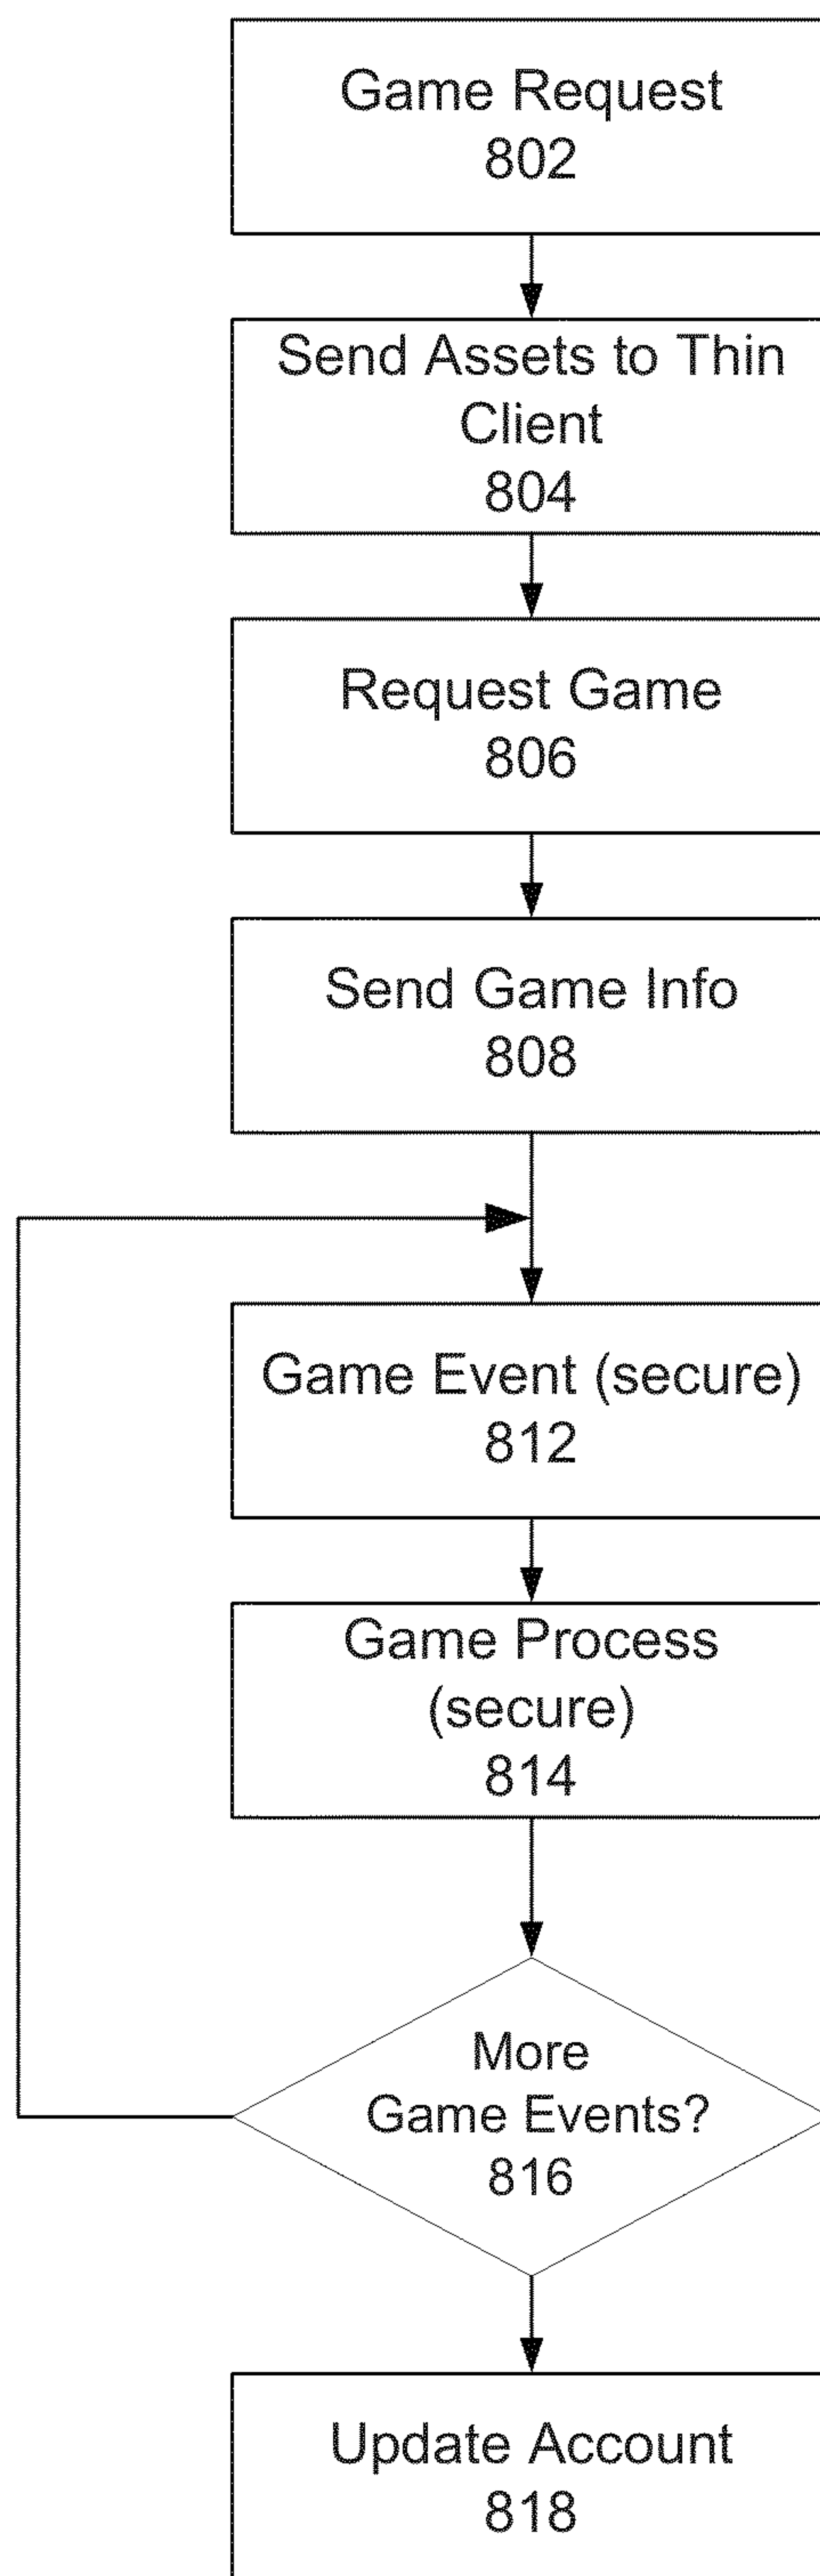 Game Request
802
Send Assets to Thin
Client
804
Request Game
806
Send Game Info
808
Game Event (secure)
812
Game Process
(secure)
814
More
Game Events?
816
Update Account
818